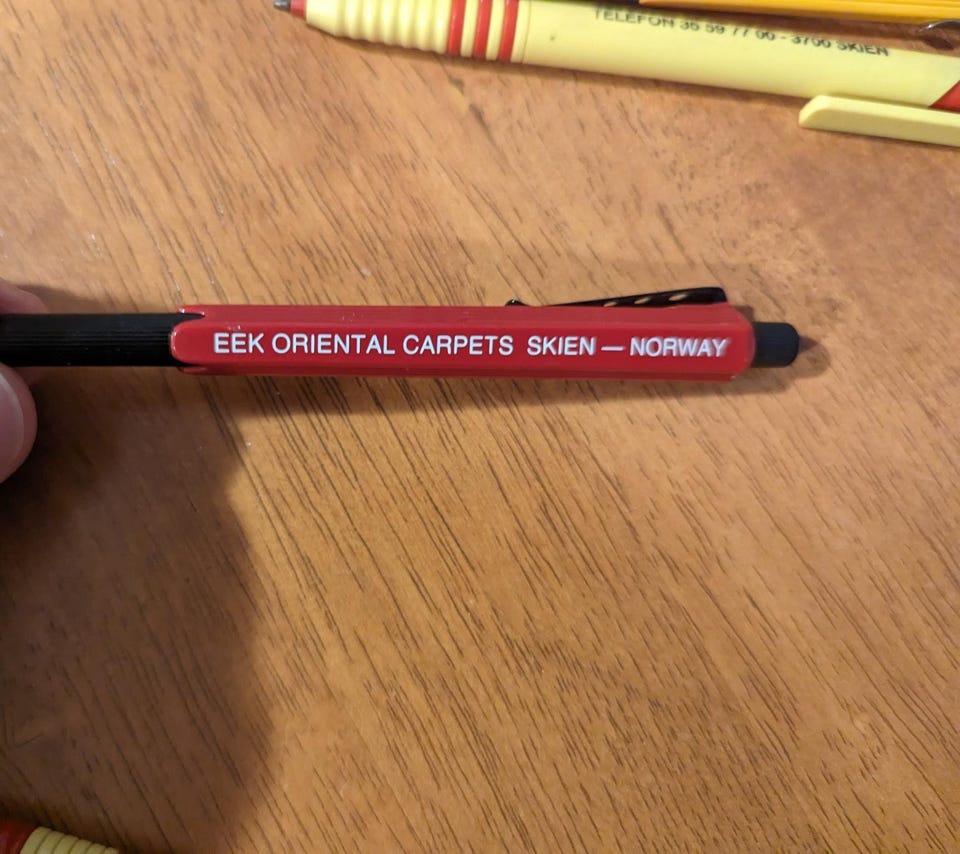 TELEFON 35 59 77 00 - 3700 SKIEN
EEK ORIENTAL CARPETS SKIEN — NORWAY